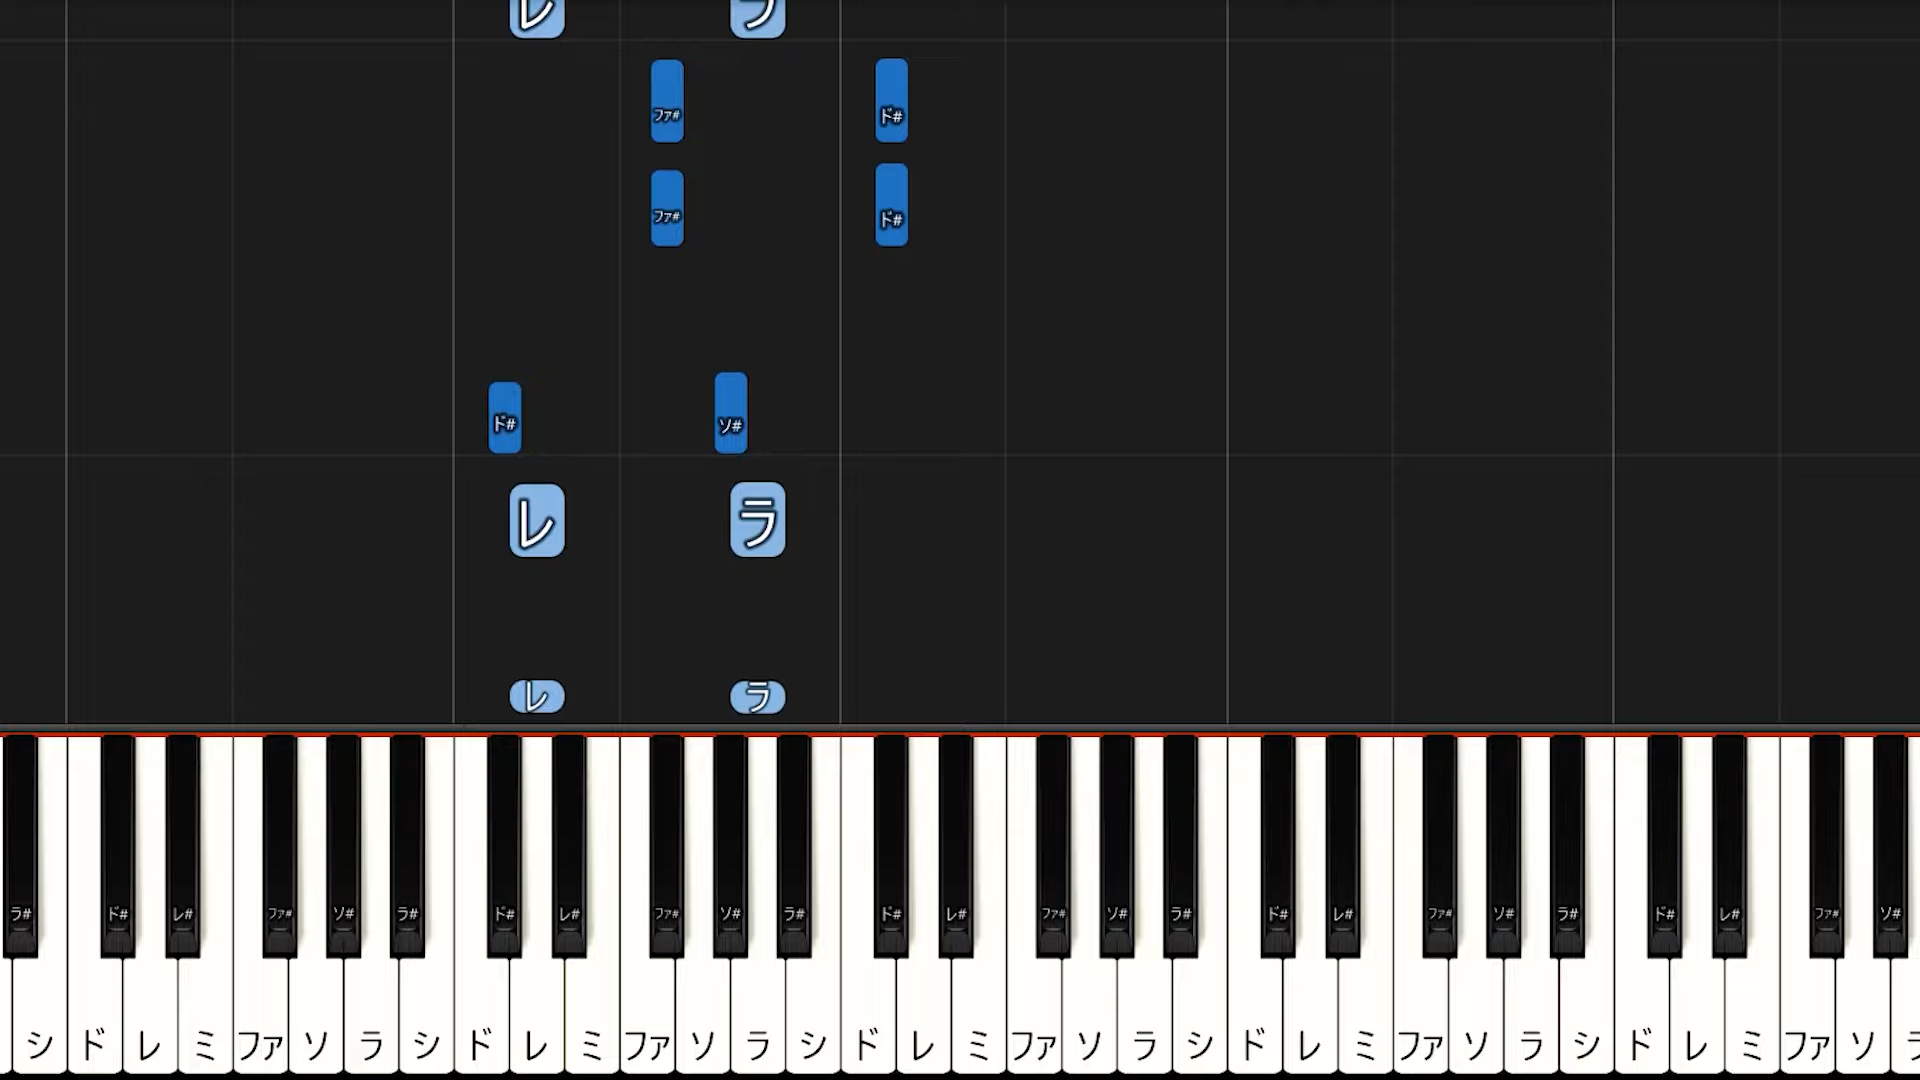 レ ラ
ファ# ド#
ファ# ド#
ド# ソ#
レ ラ
レ ラ
ラ# ド# レ# ファ# ソ# ラ# ド# レ# ファ# ソ# ラ# ド# レ# ファ# ソ# ラ# ド# レ# ファ# ソ# ラ# ド# レ# ファ# ソ#
シ ド レ ミ ファ ソ ラ シ ド レ ミ ファ ソ ラ シ ド レ ミ ファ ソ ラ シ ド レ ミ ファ ソ ラ シ ド レ ミ ファ ソ ラ